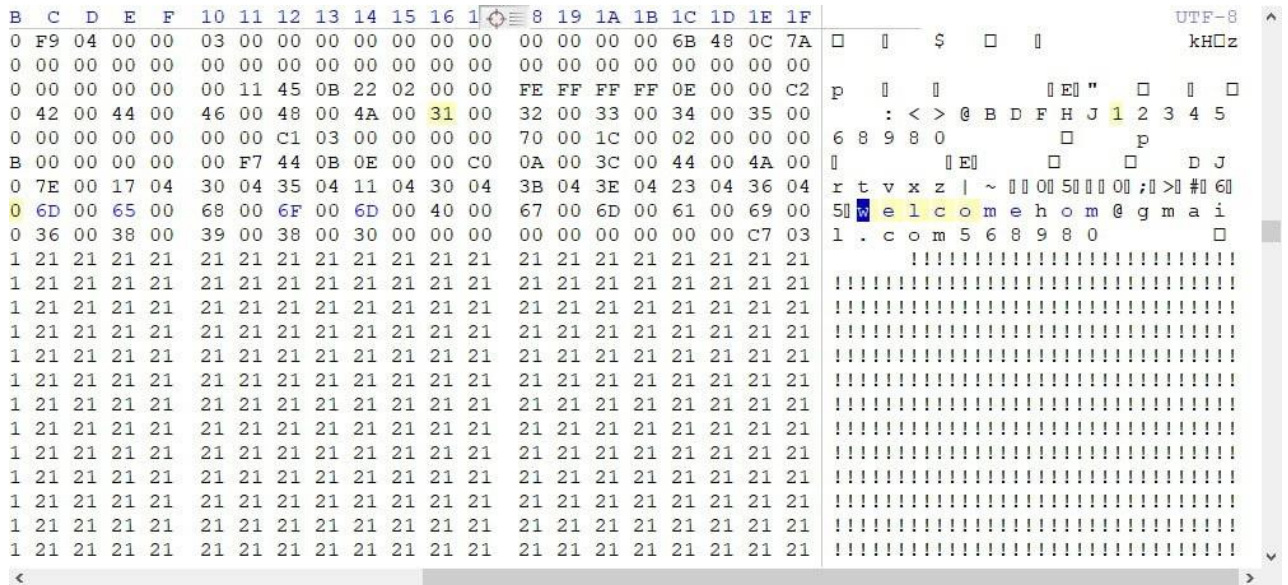 B C D E F 10 11 12 13 14 15 16 1 8 19 1A 1B 1C 1D 1E 1F UTF-8
0 F9 04 00 00 03 00 00 00 00 00 00 00 00 00 00 00 6B 48 0C 7A $ kH z
0 00 00 00 00 00 00 00 00 00 00 00 00 00 00 00 00 00 00 00 00
0 00 00 00 00 00 11 45 0B 22 02 00 00 FE FF FF FF 0E 00 00 C2 p E "
0 42 00 44 00 46 00 48 00 4A 00 31 00 32 00 33 00 34 00 35 00 : < > @ B D F H J 1 2 3 4 5
0 00 00 00 00 00 00 C1 03 00 00 00 00 70 00 1C 00 02 00 00 00 6 8 9 8 0 p
B 00 00 00 00 00 F7 44 0B 0E 00 00 C0 0A 00 3C 00 44 00 4A 00 E D J
0 7E 00 17 04 30 04 35 04 11 04 30 04 3B 04 3E 04 23 04 36 04 r t v x z | ~ 0 5 0 ; > # 6
0 6D 00 65 00 68 00 6F 00 6D 00 40 00 67 00 6D 00 61 00 69 00 5 w e l c o m e h o m @ g m a i
0 36 00 38 00 39 00 38 00 30 00 00 00 00 00 00 00 00 00 C7 03 l . c o m 5 6 8 9 8 0
1 21 21 21 21 21 21 21 21 21 21 21 21 21 21 21 21 21 21 21 21 !!!!!!!!!!!!!!!!!!!!!!!!!!
1 21 21 21 21 21 21 21 21 21 21 21 21 21 21 21 21 21 21 21 21 !!!!!!!!!!!!!!!!!!!!!!!!!!!!!!!!
1 21 21 21 21 21 21 21 21 21 21 21 21 21 21 21 21 21 21 21 21 !!!!!!!!!!!!!!!!!!!!!!!!!!!!!!!!
1 21 21 21 21 21 21 21 21 21 21 21 21 21 21 21 21 21 21 21 21 !!!!!!!!!!!!!!!!!!!!!!!!!!!!!!!!
1 21 21 21 21 21 21 21 21 21 21 21 21 21 21 21 21 21 21 21 21 !!!!!!!!!!!!!!!!!!!!!!!!!!!!!!!!
1 21 21 21 21 21 21 21 21 21 21 21 21 21 21 21 21 21 21 21 21 !!!!!!!!!!!!!!!!!!!!!!!!!!!!!!!!
1 21 21 21 21 21 21 21 21 21 21 21 21 21 21 21 21 21 21 21 21 !!!!!!!!!!!!!!!!!!!!!!!!!!!!!!!!
1 21 21 21 21 21 21 21 21 21 21 21 21 21 21 21 21 21 21 21 21 !!!!!!!!!!!!!!!!!!!!!!!!!!!!!!!!
1 21 21 21 21 21 21 21 21 21 21 21 21 21 21 21 21 21 21 21 21 !!!!!!!!!!!!!!!!!!!!!!!!!!!!!!!!
1 21 21 21 21 21 21 21 21 21 21 21 21 21 21 21 21 21 21 21 21 !!!!!!!!!!!!!!!!!!!!!!!!!!!!!!!!
1 21 21 21 21 21 21 21 21 21 21 21 21 21 21 21 21 21 21 21 21 !!!!!!!!!!!!!!!!!!!!!!!!!!!!!!!!
1 21 21 21 21 21 21 21 21 21 21 21 21 21 21 21 21 21 21 21 21 !!!!!!!!!!!!!!!!!!!!!!!!!!!!!!!!
1 21 21 21 21 21 21 21 21 21 21 21 21 21 21 21 21 21 21 21 21 !!!!!!!!!!!!!!!!!!!!!!!!!!!!!!!!